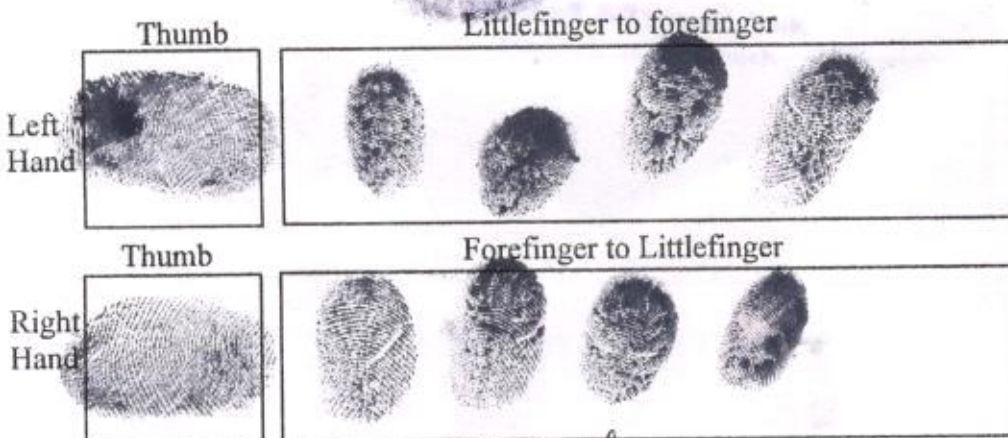 Thumb
Littlefinger to forefinger
Left
Hand
Thumb
Forefinger to Littlefinger
Right
Hand